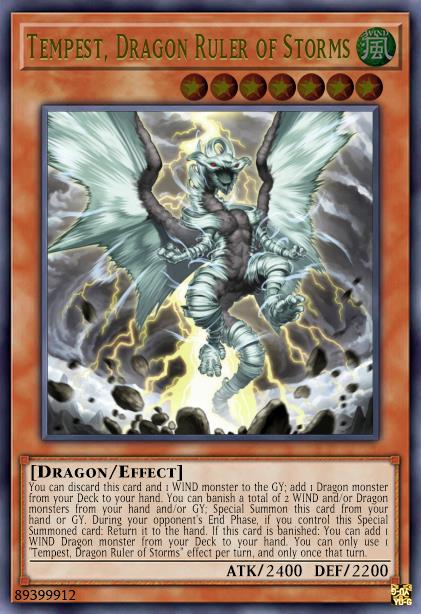 TEMPEST, DRAGON RULER OF STORMS
WIND
風
[DRAGON/EFFECT]
You can discard this card and 1 WIND monster to the GY; add 1 Dragon monster
from your Deck to your hand. You can banish a total of 2 WIND and/or Dragon
monsters from your hand and/or GY; Special Summon this card from your
hand or GY. During your opponent's End Phase, if you control this Special
Summoned card: Return it to the hand. If this card is banished: You can add 1
WIND Dragon monster from your Deck to your hand. You can only use 1
"Tempest, Dragon Ruler of Storms" effect per turn, and only once that turn.
ATK/2400 DEF/2200
89399912